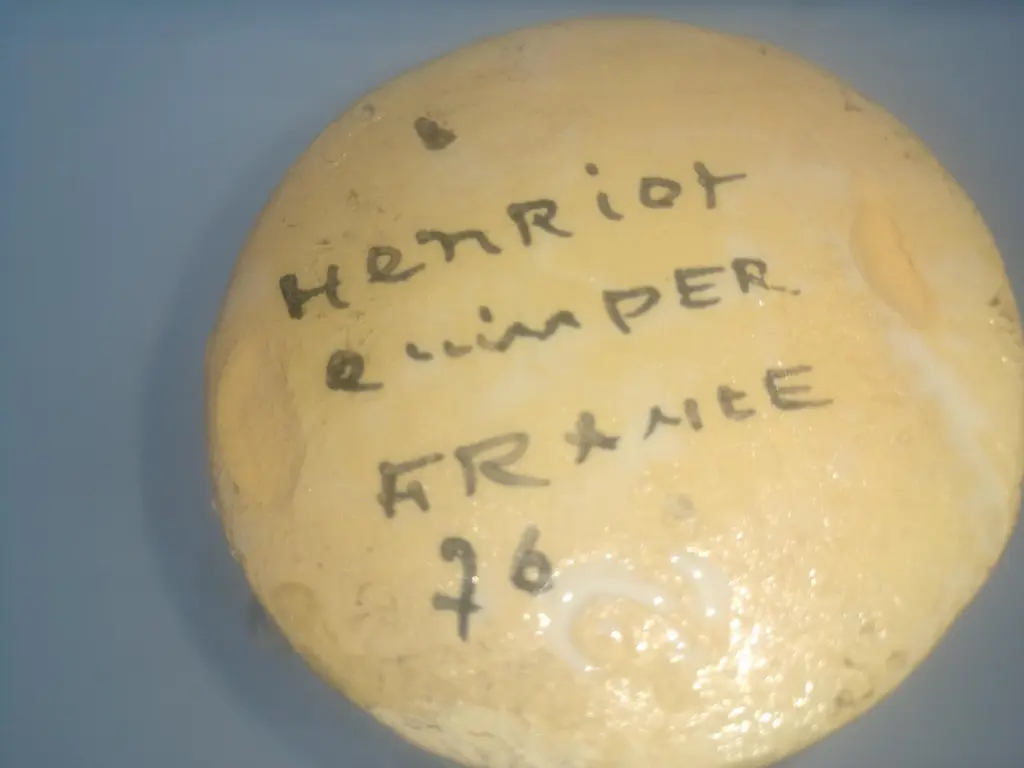 HenRiot
QuimPER
FRANCE
76